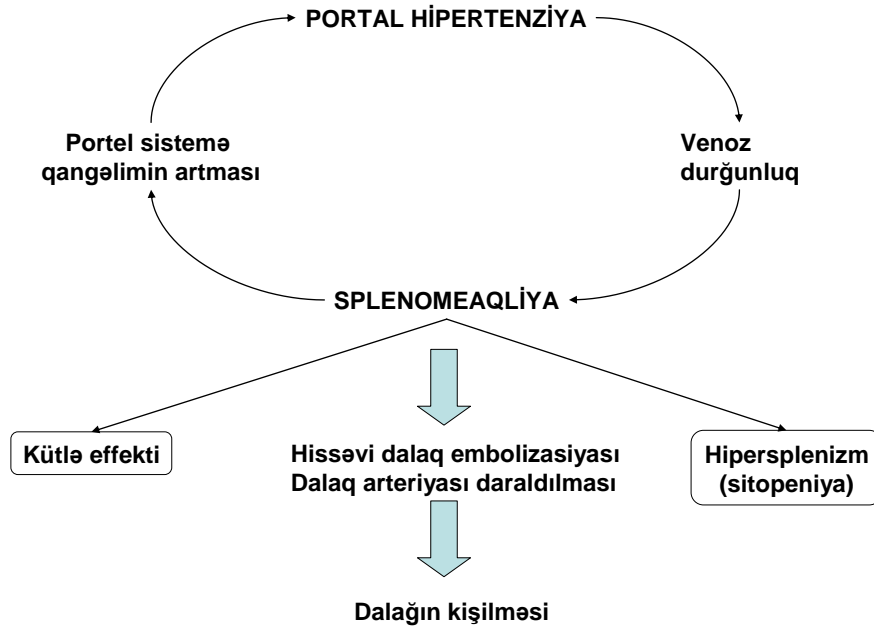 PORTAL HİPERTENZİYA
Portel sistemə
qangəlimin artması
Venoz
durğunluq
SPLENOMEAQLİYA
Kütlə effekti
Hissəvi dalaq embolizasiyası
Dalaq arteriyası daraldılması
Hipersplenizm
(sitopeniya)
Dalağın kişilməsi